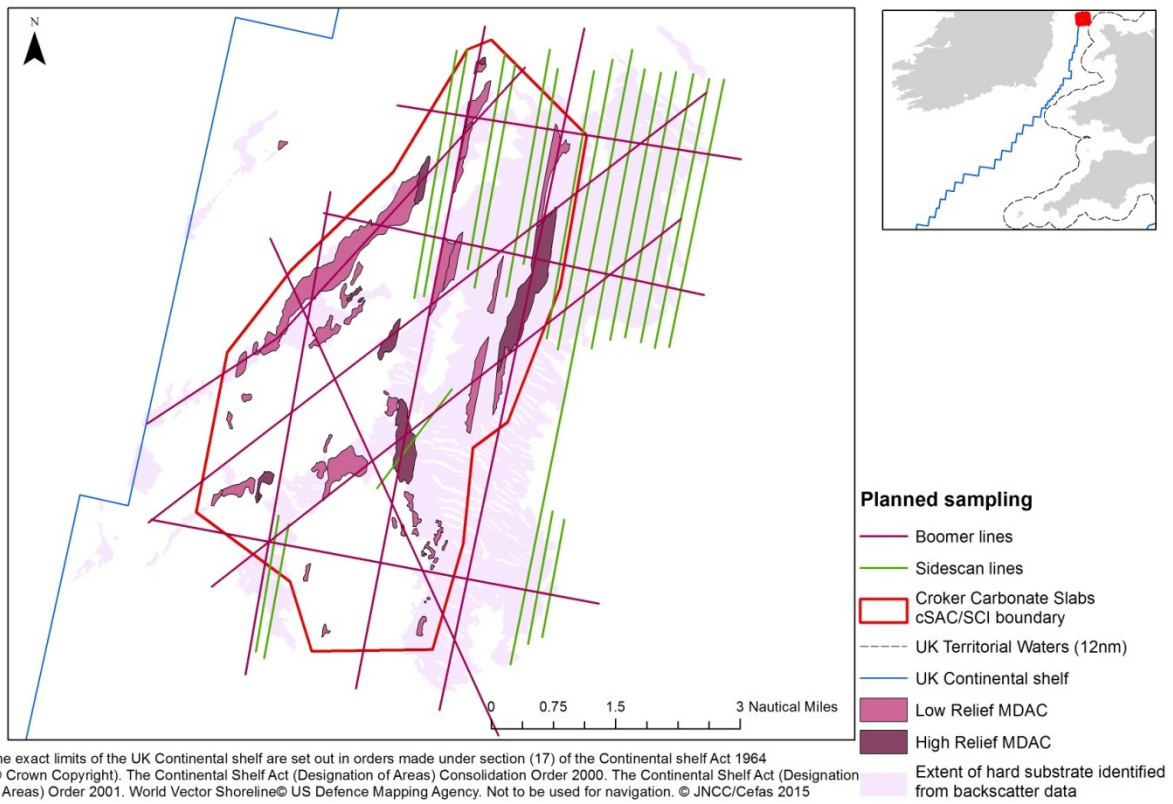 N
0 0.75 1.5 3 Nautical Miles
Planned sampling
Boomer lines
Sidescan lines
Croker Carbonate Slabs
cSAC/SCI boundary
UK Territorial Waters (12nm)
UK Continental shelf
Low Relief MDAC
High Relief MDAC
Extent of hard substrate identified
from backscatter data
he exact limits of the UK Continental shelf are set out in orders made under section (17) of the Continental shelf Act 1964
Crown Copyright). The Continental Shelf Act (Designation of Areas) Consolidation Order 2000. The Continental Shelf Act (Designation
Areas) Order 2001. World Vector Shoreline© US Defence Mapping Agency. Not to be used for navigation. © JNCC/Cefas 2015